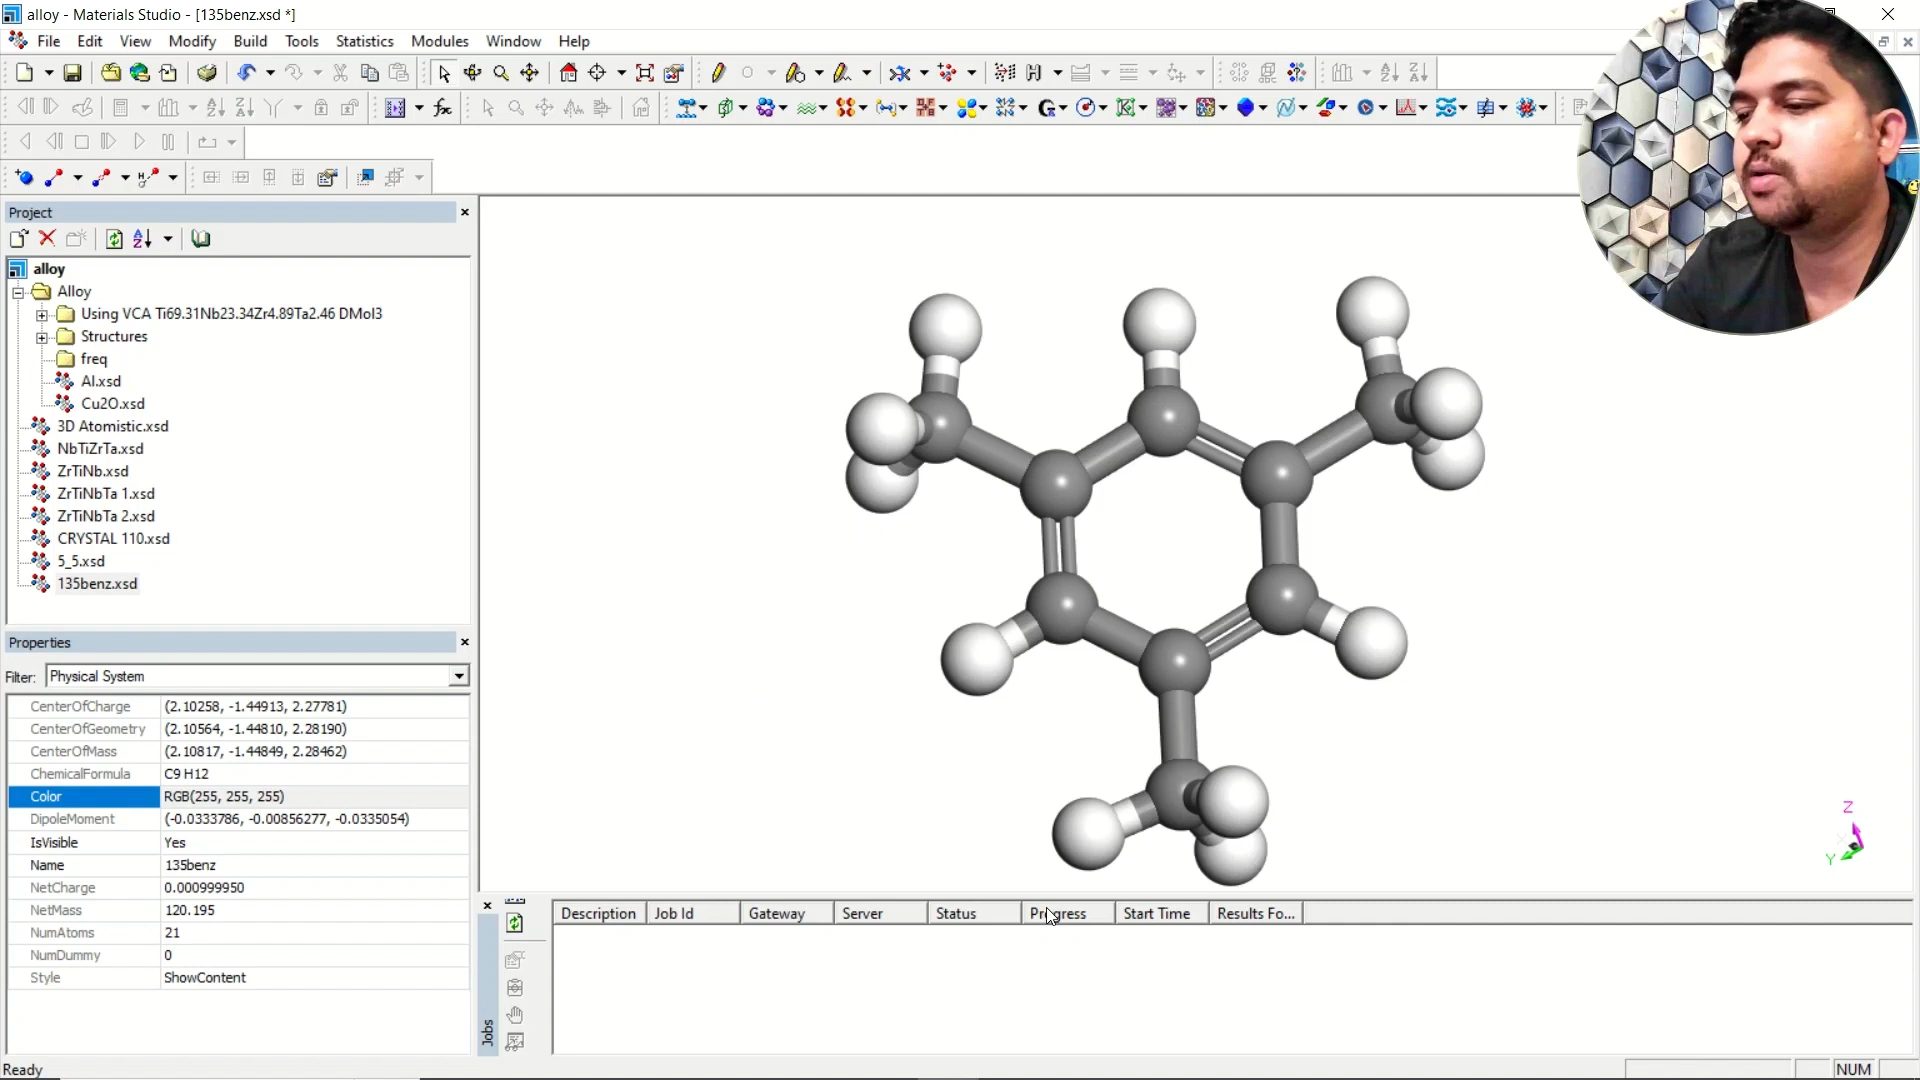 alloy - Materials Studio - [135benz.xsd *]
File Edit View Modify Build Tools Statistics Modules Window Help
Project
alloy
Alloy
Using VCA Ti69.31Nb23.34Zr4.89Ta2.46 DMol3
Structures
freq
Al.xsd
Cu2O.xsd
3D Atomistic.xsd
NbTiZrTa.xsd
ZrTiNb.xsd
ZrTiNbTa 1.xsd
ZrTiNbTa 2.xsd
CRYSTAL 110.xsd
5_5.xsd
135benz.xsd
Properties
Filter: Physical System
CenterOfCharge (2.10258, -1.44913, 2.27781)
CenterOfGeometry (2.10564, -1.44810, 2.28190)
CenterOfMass (2.10817, -1.44849, 2.28462)
ChemicalFormula C9 H12
Color RGB(255, 255, 255)
DipoleMoment (-0.0333786, -0.00856277, -0.0335054)
IsVisible Yes
Name 135benz
NetCharge 0.000999950
NetMass 120.195
NumAtoms 21
NumDummy 0
Style ShowContent
Z
Y
Jobs
Description Job Id Gateway Server Status Progress Start Time Results Fo...
Ready
NUM